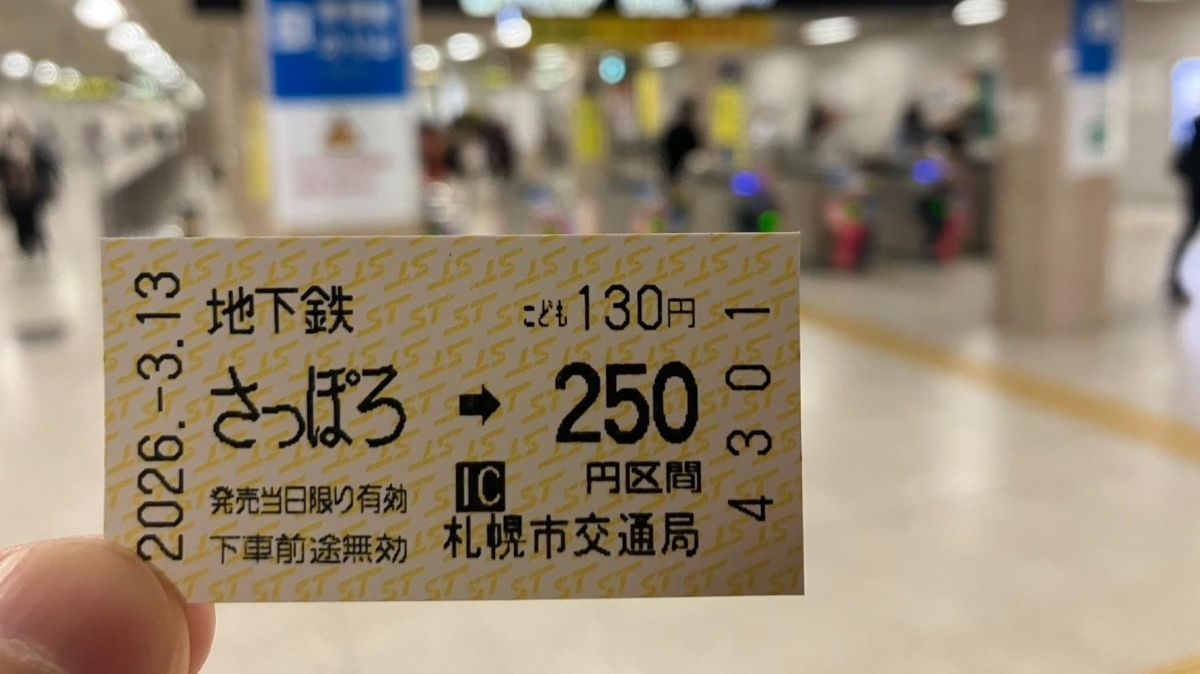 2026.-3.13
地下鉄
こども130円
さっぽろ➡250
IC 円区間
発売当日限り有効
下車前途無効
札幌市交通局
4301